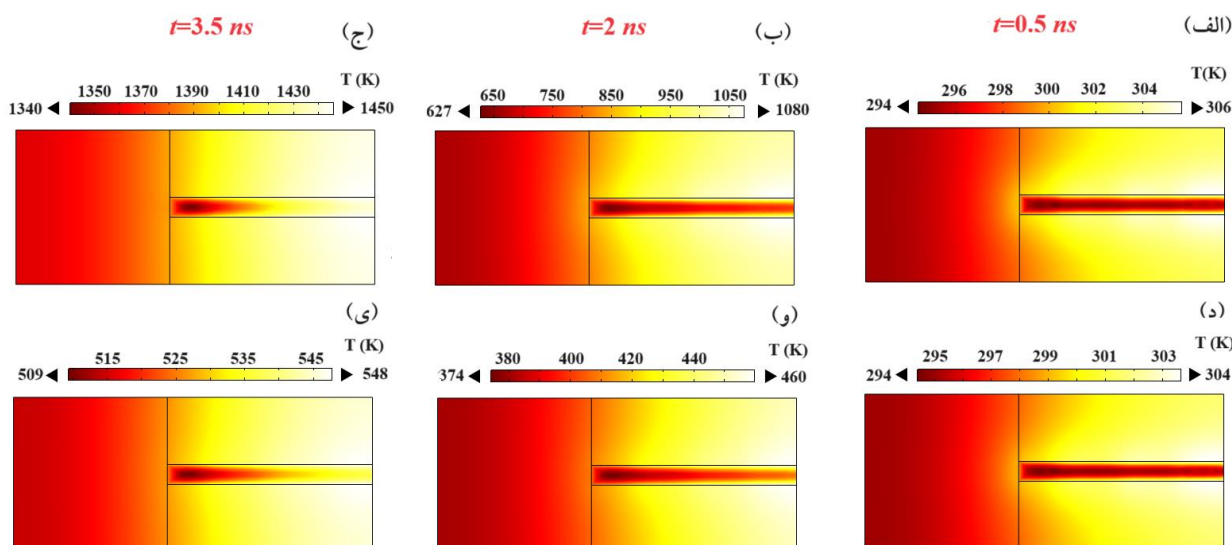 t=3.5 ns
(ج)
t=2 ns
(ب)
t=0.5 ns
(الف)
T (K)
1350 1370 1390 1410 1430
1340 1450
T (K)
650 750 850 950 1050
627 1080
T(K)
296 298 300 302 304
294 306
(ی)
(و)
(د)
T (K)
515 525 535 545
509 548
T (K)
380 400 420 440
374 460
T (K)
295 297 299 301 303
294 304